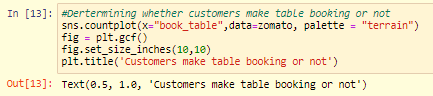 In [13]: #Dertermining whether customers make table booking or not
sns.countplot(x="book_table",data=zomato, palette = "terrain")
fig = plt.gcf()
fig.set_size_inches(10,10)
plt.title('Customers make table booking or not')
Out[13]: Text(0.5, 1.0, 'Customers make table booking or not')